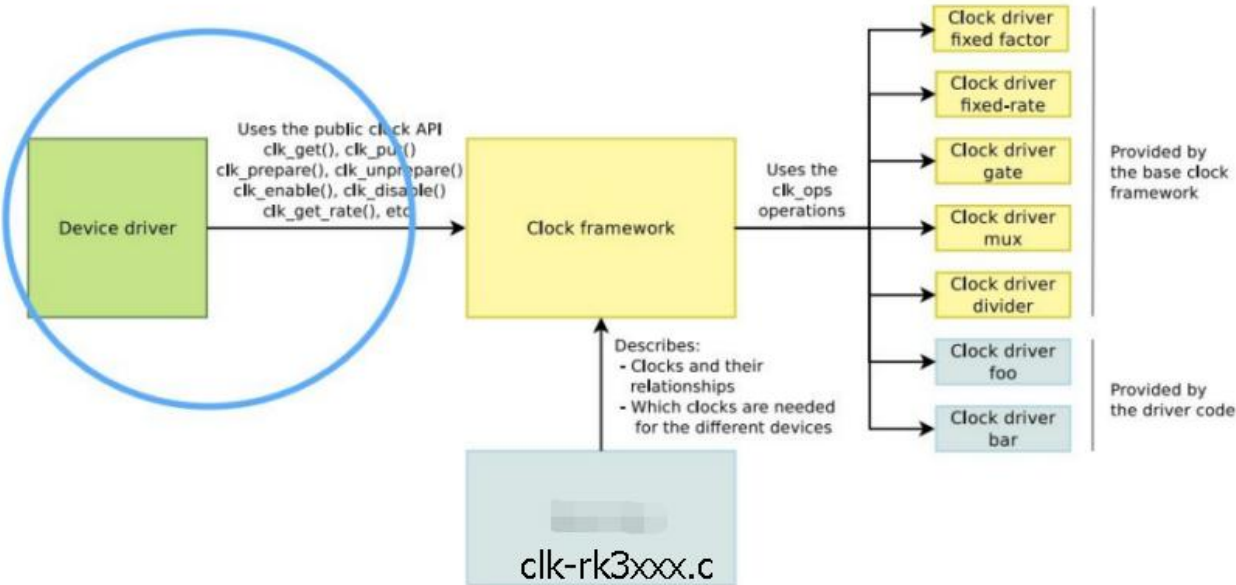 Device driver
Uses the public clock API
clk_get(), clk_put()
clk_prepare(), clk_unprepare()
clk_enable(), clk_disable()
clk_get_rate(), etc
Clock framework
Uses the
clk_ops
operations
Clock driver
fixed factor
Clock driver
fixed-rate
Clock driver
gate
Clock driver
mux
Clock driver
divider
Clock driver
foo
Clock driver
bar
Provided by
the base clock
framework
Provided by
the driver code
Describes:
- Clocks and their
relationships
- Which clocks are needed
for the different devices
clk-rk3xxx.c